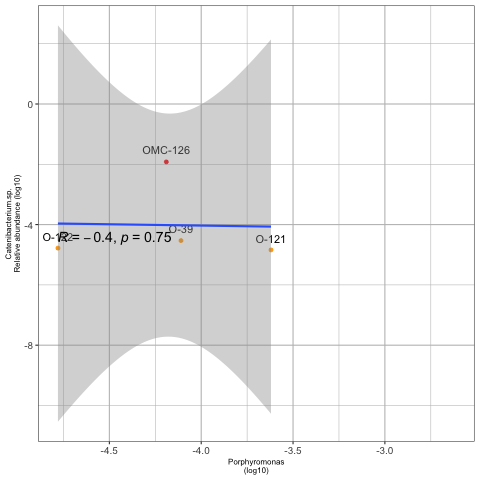 Catenibacterium.sp.
Relative abundance (log10)
0
-4
-8
OMC-126
O-39
R = −0.4, p = 0.75
O-121
-4.5
-4.0
-3.5
-3.0
Porphyromonas
(log10)